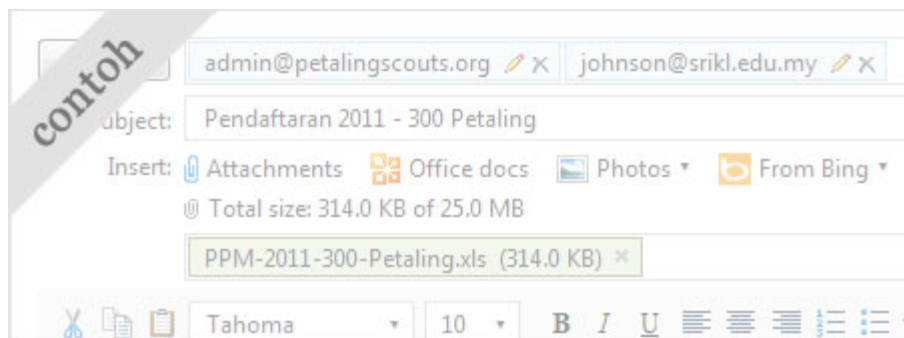 contoh
admin@petalingscouts.org johnson@srikl.edu.my
ubject: Pendaftaran 2011 - 300 Petaling
Insert: Attachments Office docs Photos From Bing
Total size: 314.0 KB of 25.0 MB
PPM-2011-300-Petaling.xls (314.0 KB)
Tahoma 10 B I U